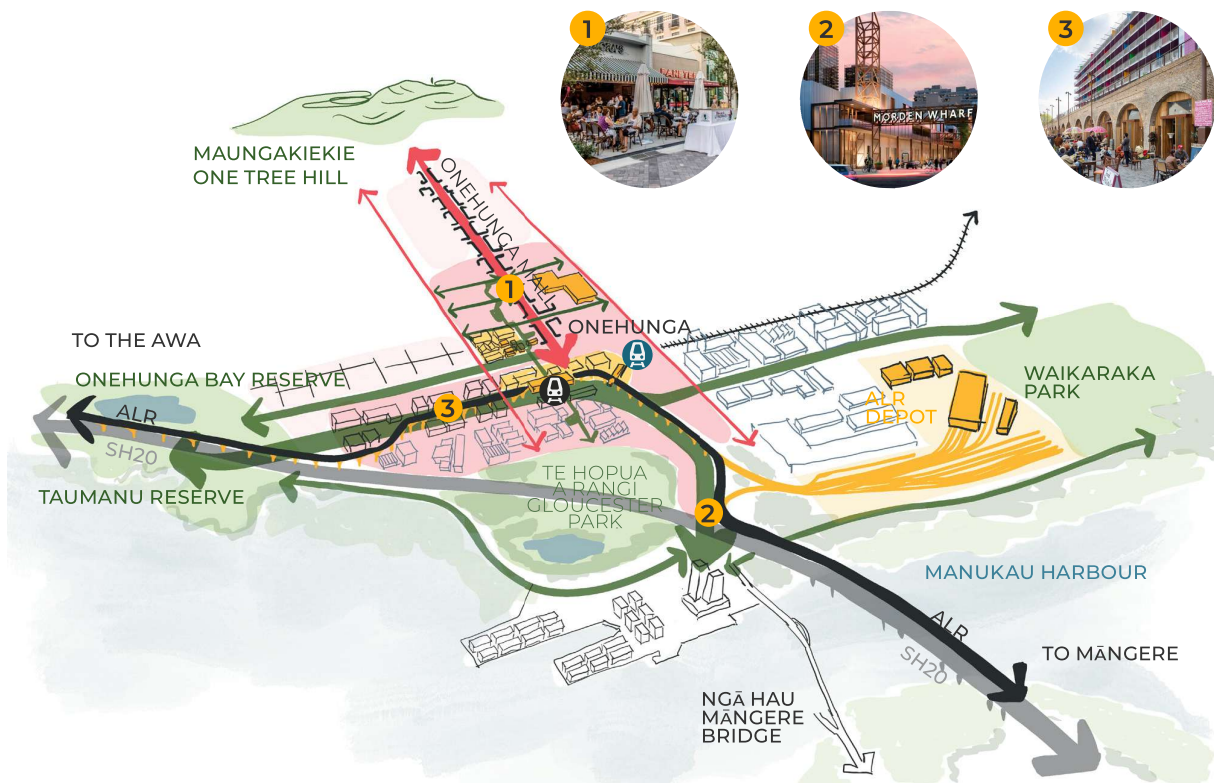 1
2
3
MORDEN WHARF
MAUNGAKIEKIE
ONE TREE HILL
ONEHUNGA MALL
1
ONEHUNGA
TO THE AWA
ONEHUNGA BAY RESERVE
ALR
SH20
3
TAUMANU RESERVE
TE HOPUA
A RANGI
GLOUCESTER
PARK
2
ALR
DEPOT
WAIKARAKA
PARK
MANUKAU HARBOUR
ALR
SH20
TO MĀNGERE
NGĀ HAU
MĀNGERE
BRIDGE